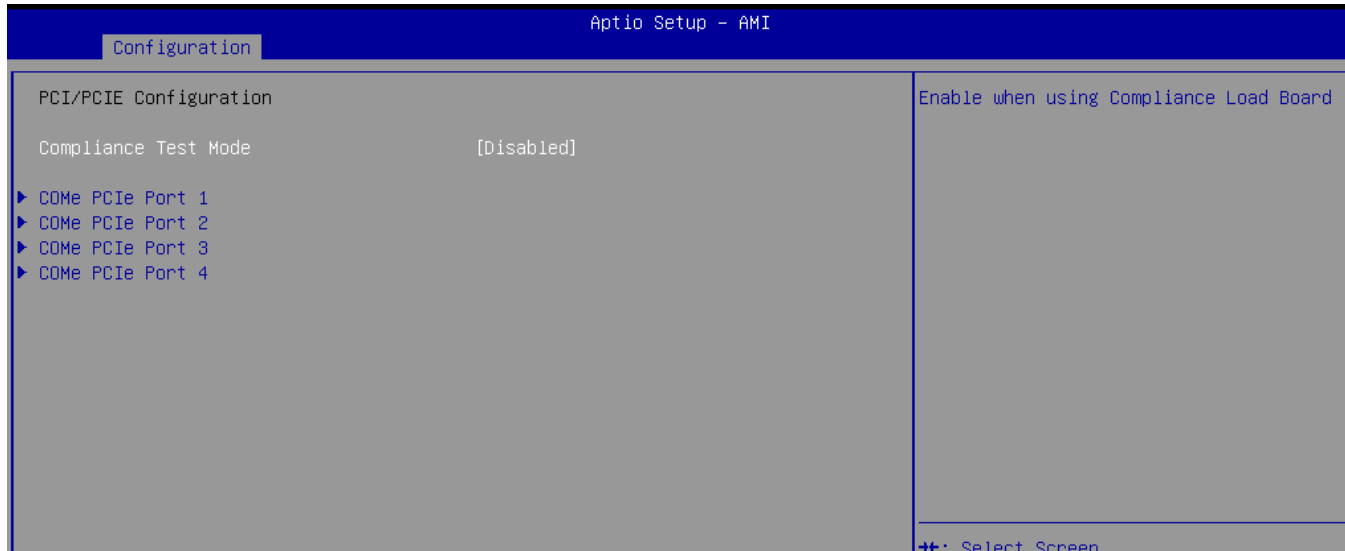 Aptio Setup – AMI
Configuration
PCI/PCIE Configuration
Compliance Test Mode [Disabled]
COMe PCIe Port 1
COMe PCIe Port 2
COMe PCIe Port 3
COMe PCIe Port 4
Enable when using Compliance Load Board
: Select Screen